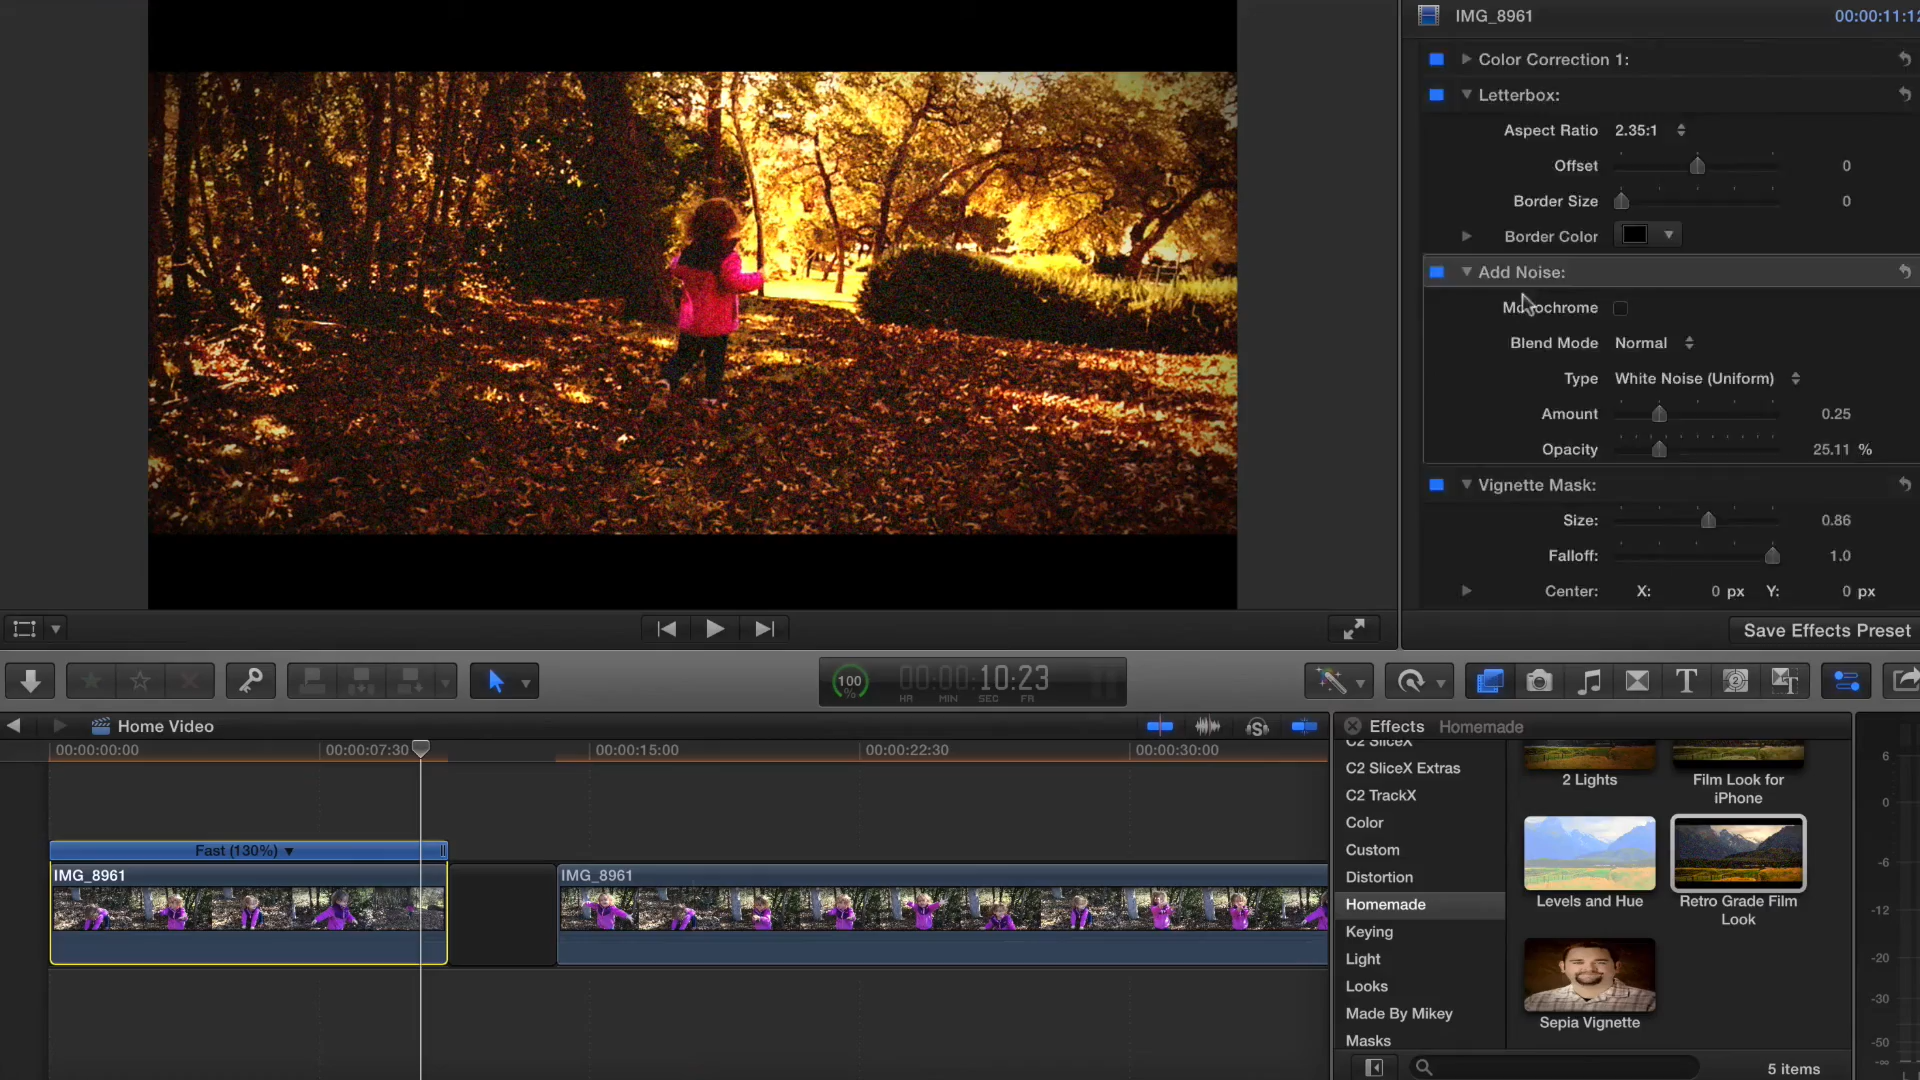 IMG_8961
00:00:11:12
Color Correction 1:
Letterbox:
Aspect Ratio 2.35:1
Offset 0
Border Size 0
Border Color
Add Noise:
Monochrome
Blend Mode Normal
Type White Noise (Uniform)
Amount 0.25
Opacity 25.11 %
Vignette Mask:
Size: 0.86
Falloff: 1.0
Center: X: 0 px Y: 0 px
Save Effects Preset
100 %
00:00:10:23
HR MIN SEC FR
Home Video
00:00:00:00 00:00:07:30 00:00:15:00 00:00:22:30 00:00:30:00
Fast (130%)
IMG_8961
IMG_8961
Effects Homemade
C2 SliceX
C2 SliceX Extras
C2 TrackX
Color
Custom
Distortion
Homemade
Keying
Light
Looks
Made By Mikey
Masks
2 Lights
Film Look for
iPhone
Levels and Hue
Retro Grade Film
Look
Sepia Vignette
5 items
6
0
-6
-12
-20
-30
-50
-∞